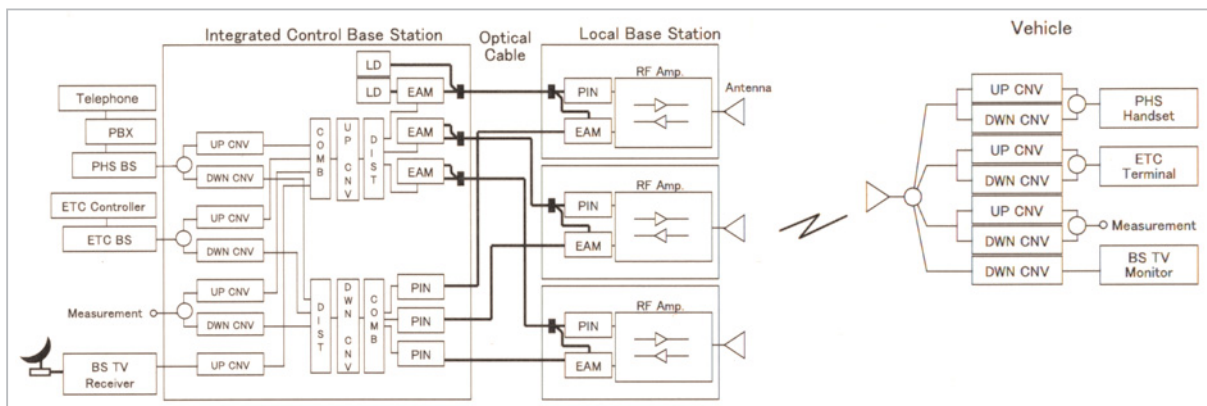 Integrated Control Base Station
Optical
Cable
Local Base Station
Vehicle
LD
LD
EAM
EAM
EAM
Telephone
PBX
PHS BS
UP CNV
DWN CNV
ETC Controller
ETC BS
UP CNV
DWN CNV
Measurement
UP CNV
DWN CNV
BS TV
Receiver
UP CNV
COMB
UP CNV
DIST
DIST
DWN CNV
COMB
PIN
PIN
PIN
RF Amp.
PIN
EAM
Antenna
RF Amp.
PIN
EAM
RF Amp.
PIN
EAM
UP CNV
DWN CNV
PHS
Handset
UP CNV
DWN CNV
ETC
Terminal
UP CNV
DWN CNV
Measurement
DWN CNV
BS TV
Monitor